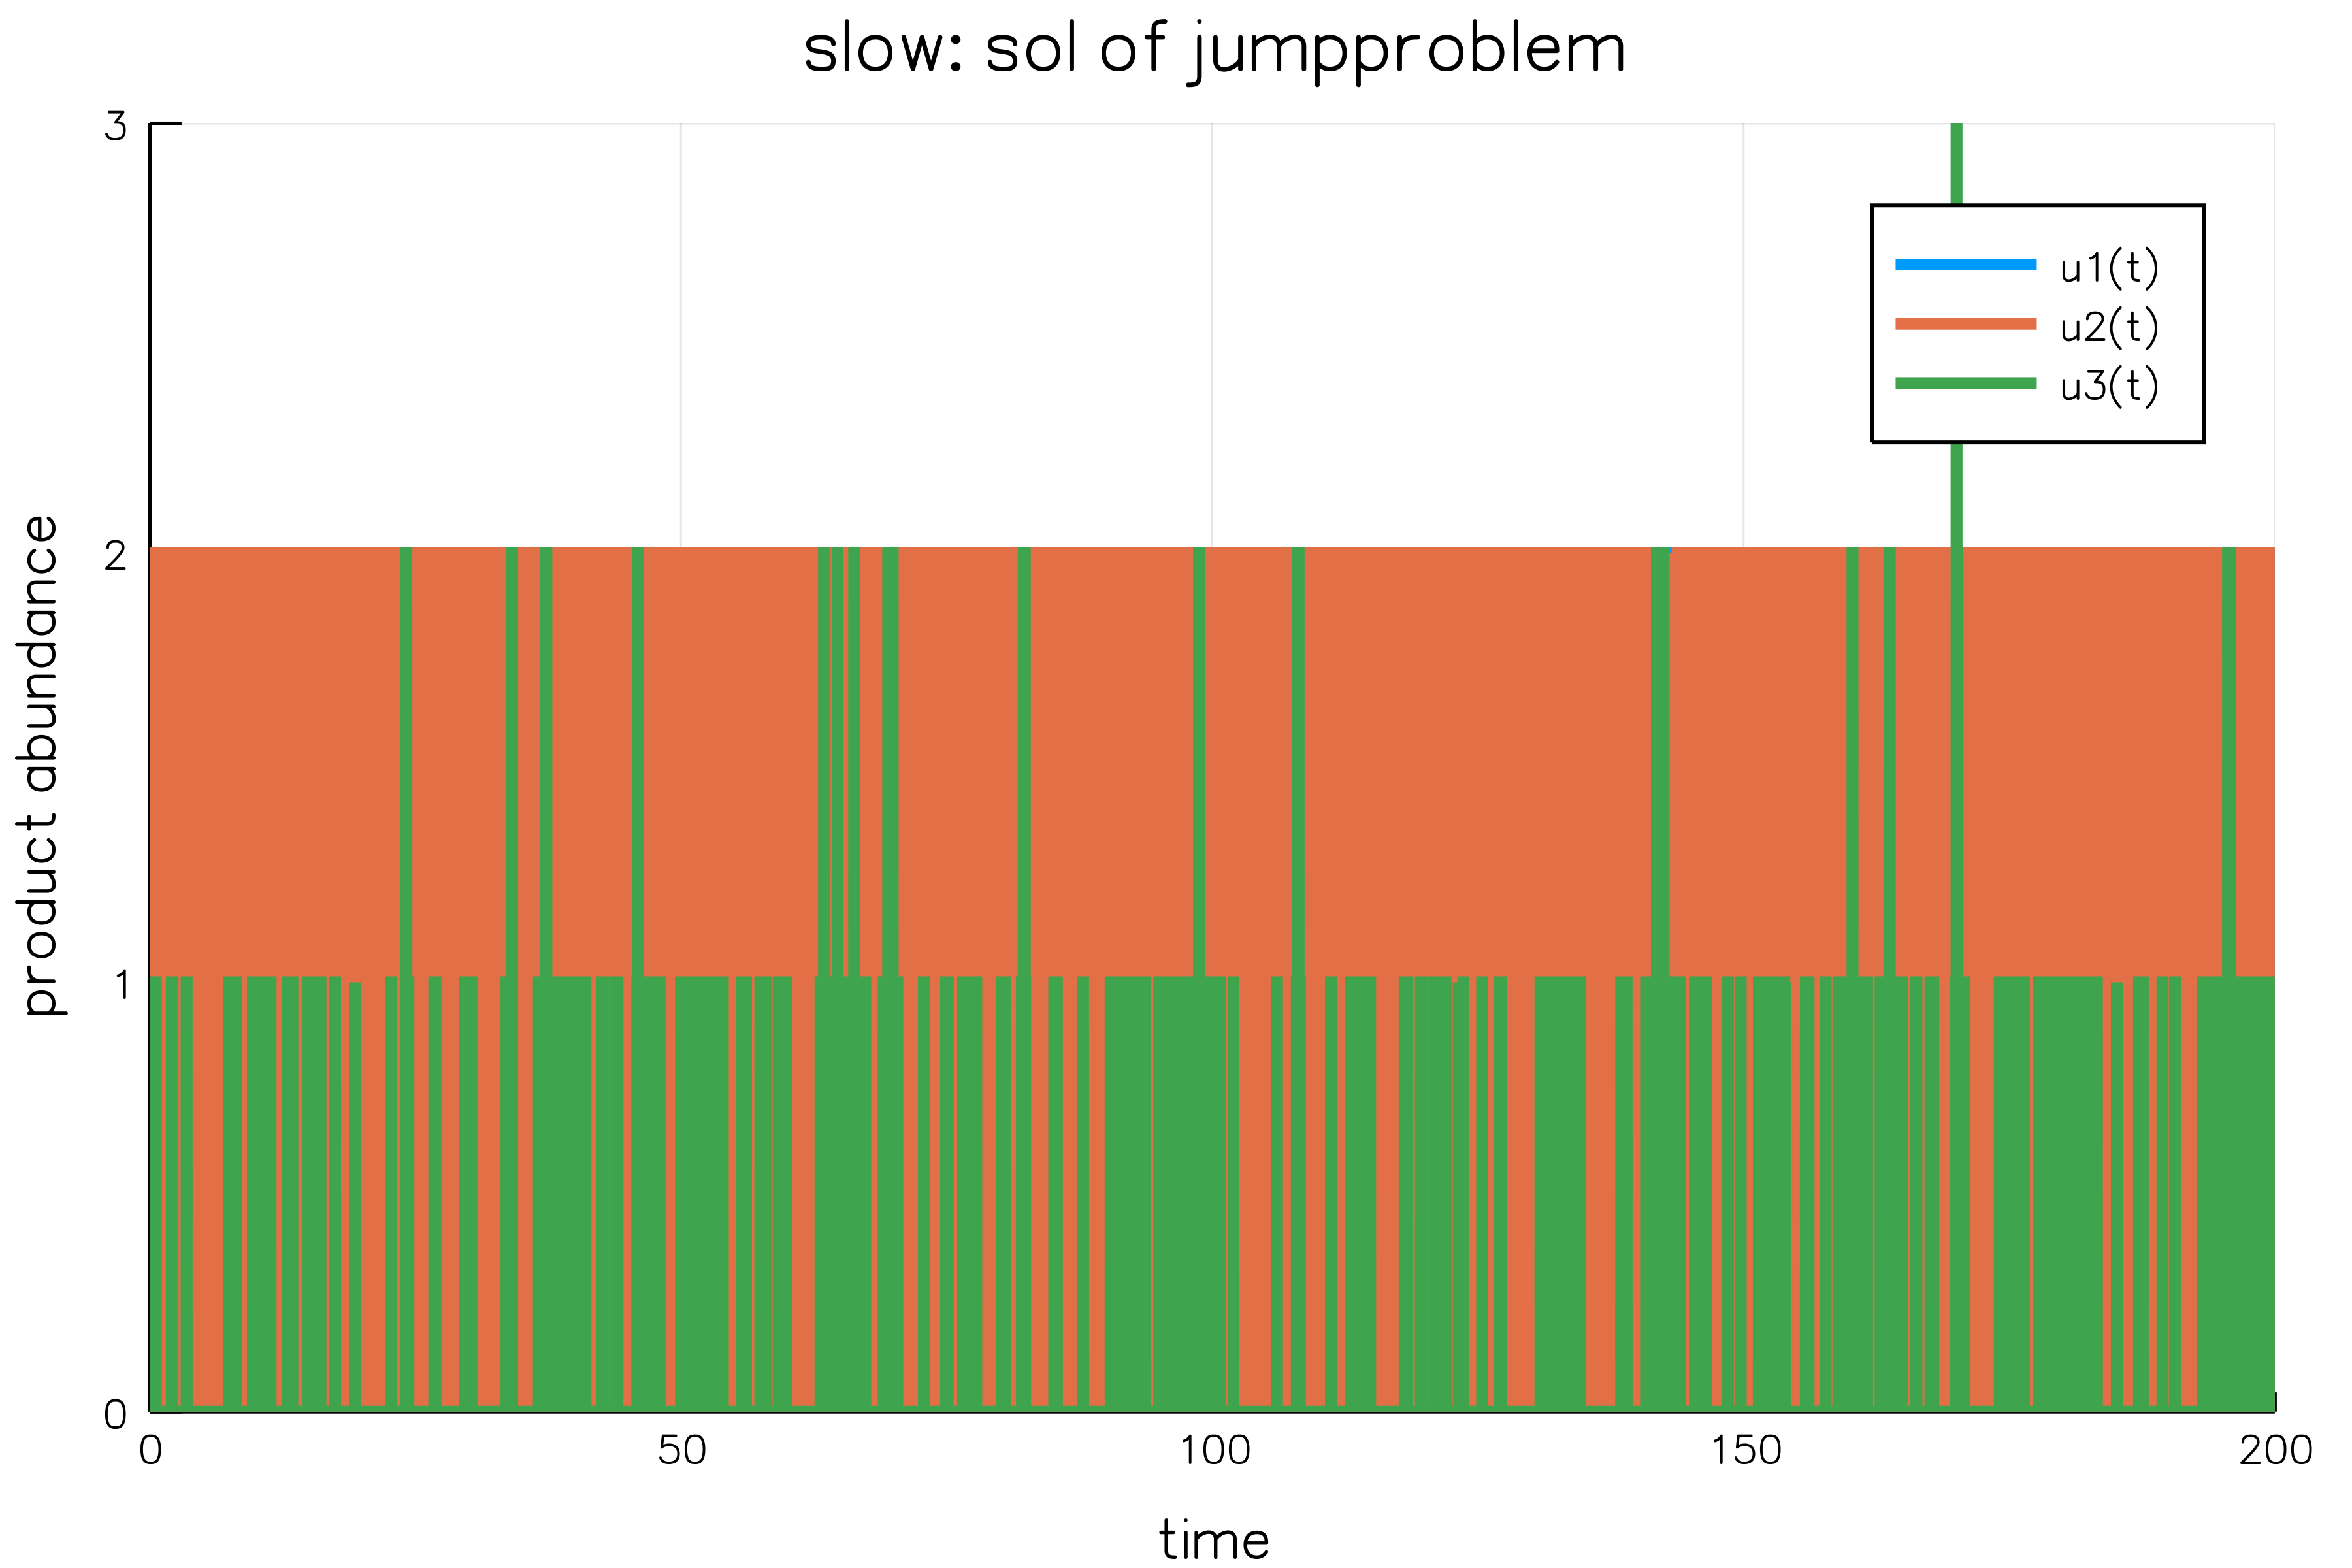 slow: sol of jumpproblem
3
u1(t)
u2(t)
u3(t)
2
product abundance
1
0
0 50 100 150 200
time